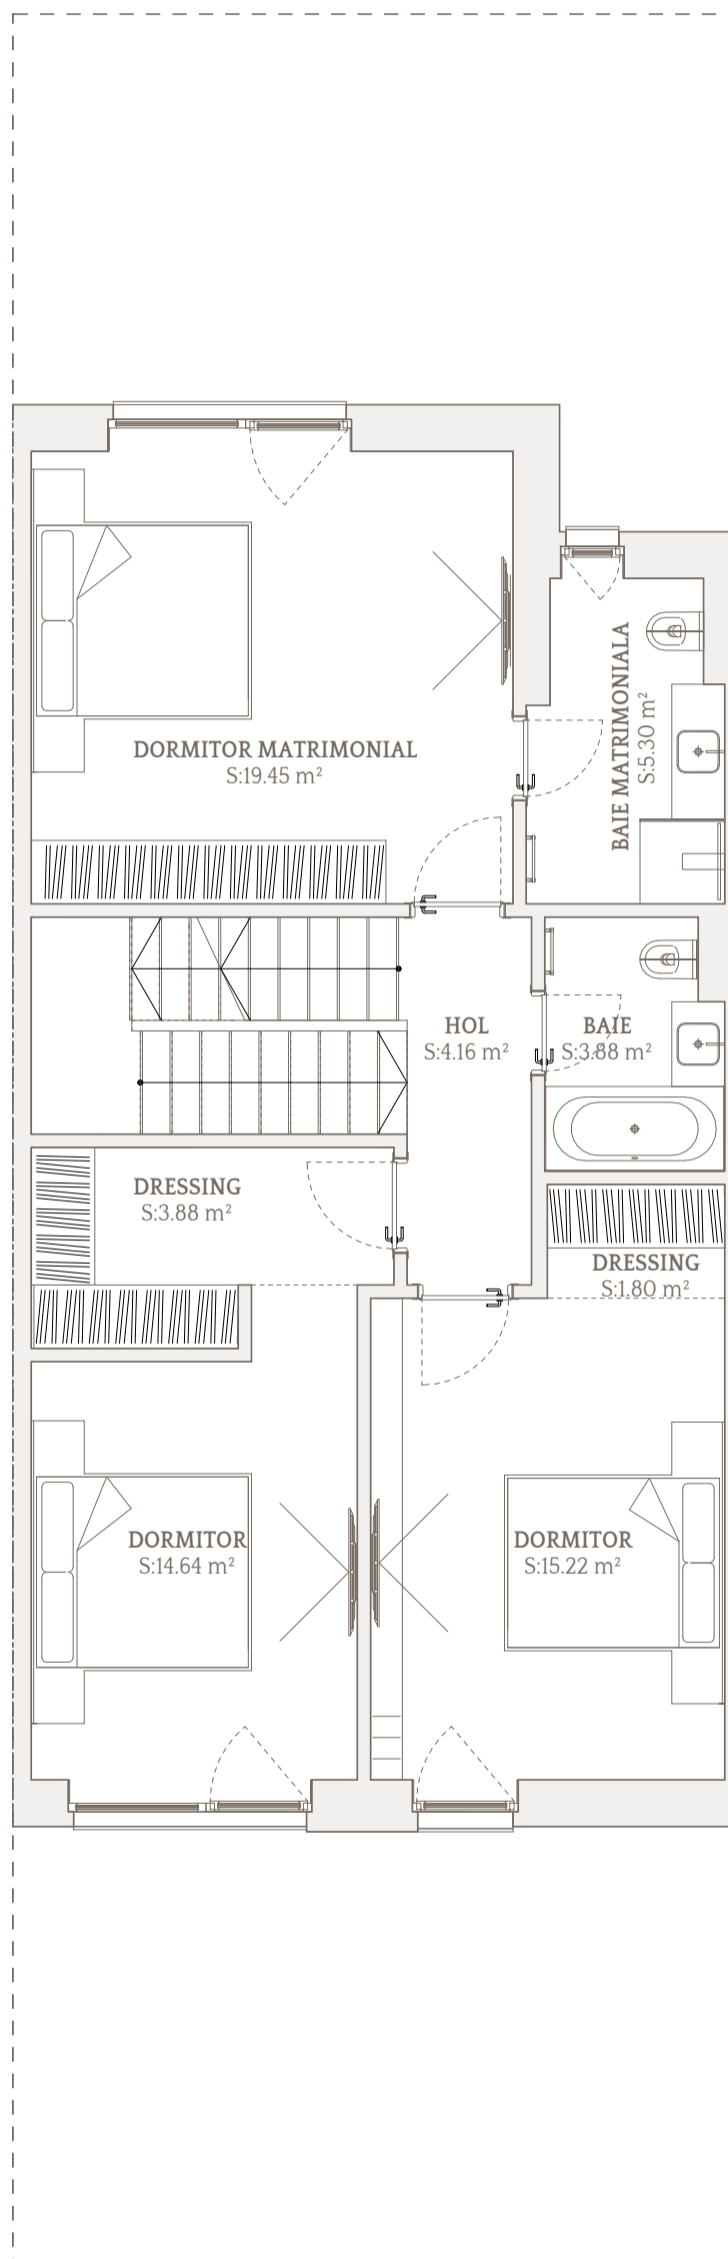 DORMITOR MATRIMONIAL
S:19.45 m²
BAIE MATRIMONIALA
S:5.30 m²
HOL
S:4.16 m²
BAIE
S:3.88 m²
DRESSING
S:3.88 m²
DRESSING
S:1.80 m²
DORMITOR
S:14.64 m²
DORMITOR
S:15.22 m²